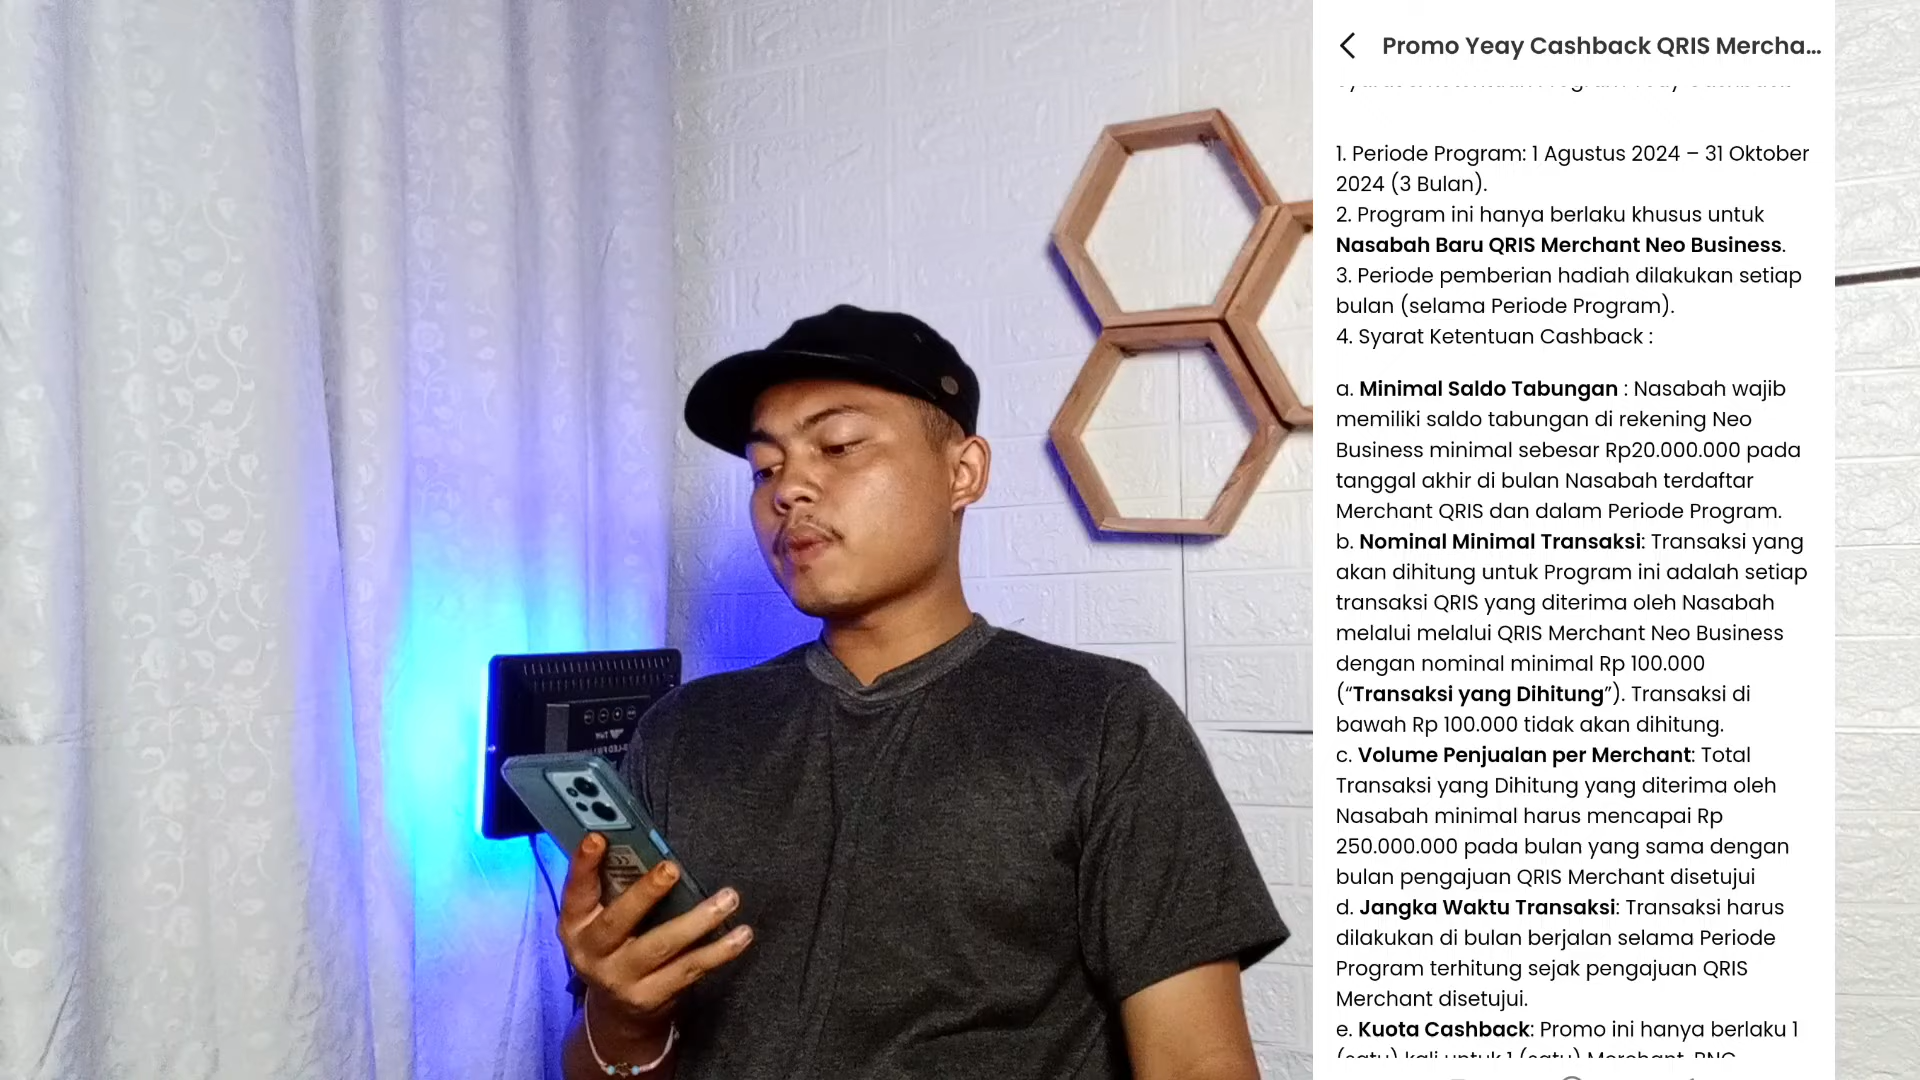 Promo Yeay Cashback QRIS Mercha...
1. Periode Program: 1 Agustus 2024 – 31 Oktober
2024 (3 Bulan).
2. Program ini hanya berlaku khusus untuk
Nasabah Baru QRIS Merchant Neo Business.
3. Periode pemberian hadiah dilakukan setiap
bulan (selama Periode Program).
4. Syarat Ketentuan Cashback :
a. Minimal Saldo Tabungan : Nasabah wajib
memiliki saldo tabungan di rekening Neo
Business minimal sebesar Rp20.000.000 pada
tanggal akhir di bulan Nasabah terdaftar
Merchant QRIS dan dalam Periode Program.
b. Nominal Minimal Transaksi: Transaksi yang
akan dihitung untuk Program ini adalah setiap
transaksi QRIS yang diterima oleh Nasabah
melalui melalui QRIS Merchant Neo Business
dengan nominal minimal Rp 100.000
(“Transaksi yang Dihitung”). Transaksi di
bawah Rp 100.000 tidak akan dihitung.
c. Volume Penjualan per Merchant: Total
Transaksi yang Dihitung yang diterima oleh
Nasabah minimal harus mencapai Rp
250.000.000 pada bulan yang sama dengan
bulan pengajuan QRIS Merchant disetujui
d. Jangka Waktu Transaksi: Transaksi harus
dilakukan di bulan berjalan selama Periode
Program terhitung sejak pengajuan QRIS
Merchant disetujui.
e. Kuota Cashback: Promo ini hanya berlaku 1
(satu) kali untuk 1 (satu) Merchant. BNC